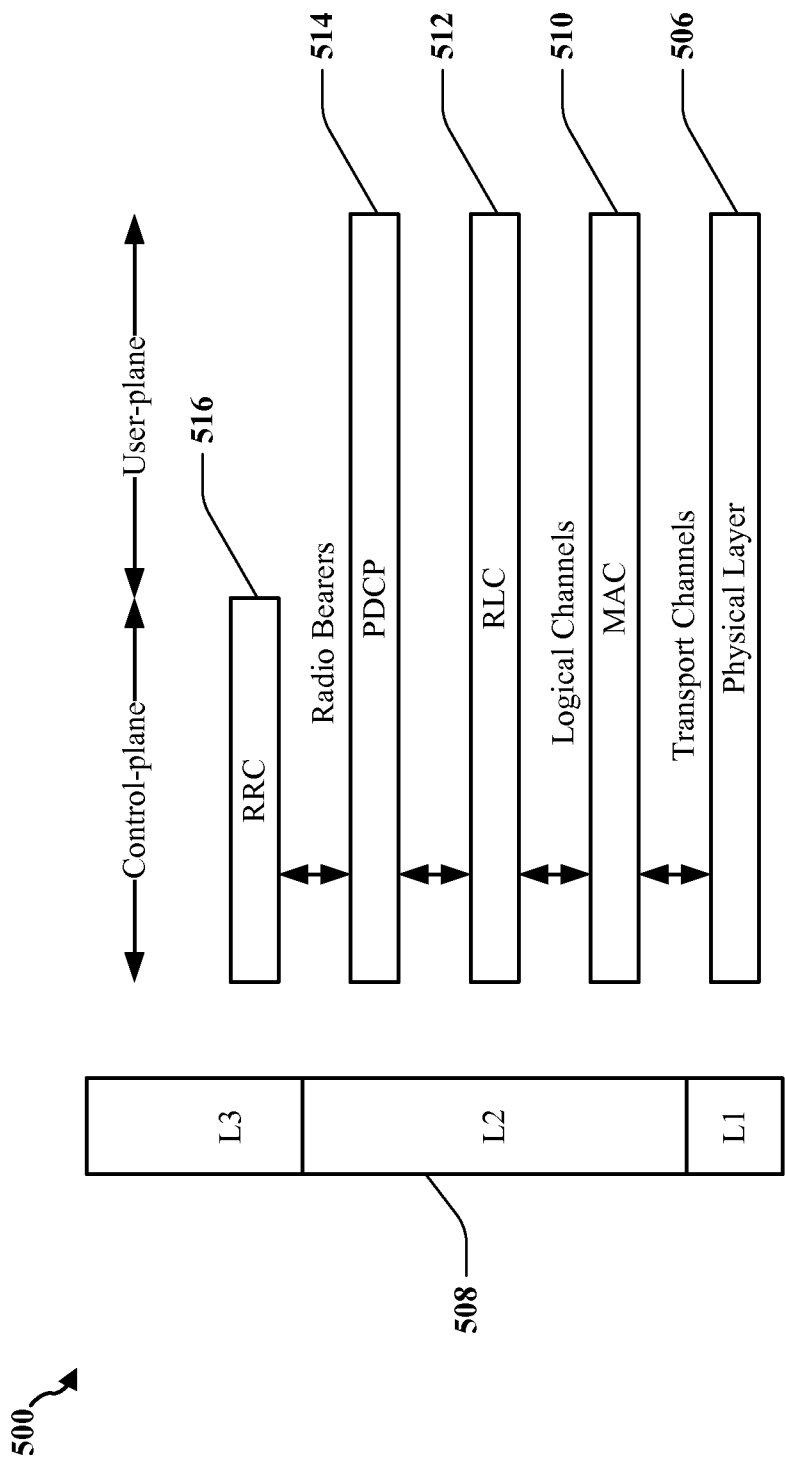 500
Control-plane
User-plane
516
L3
RRC
Radio Bearers
514
PDCP
508
L2
512
RLC
Logical Channels
510
MAC
Transport Channels
506
L1
Physical Layer